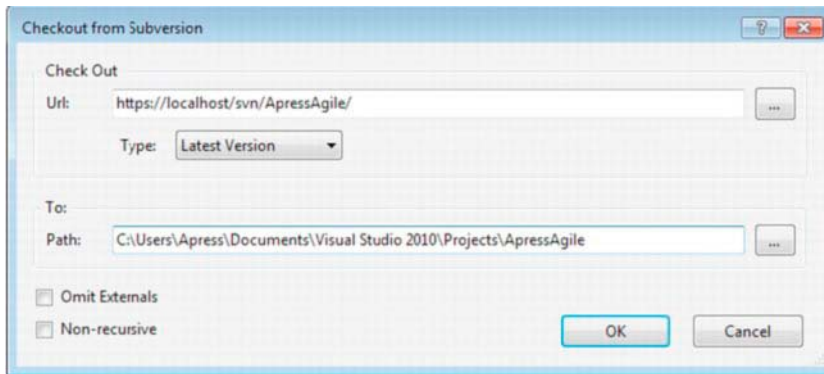 Checkout from Subversion
Check Out
Url: https://localhost/svn/ApressAgile/ ...
Type: Latest Version
To:
Path: C:\Users\Apress\Documents\Visual Studio 2010\Projects\ApressAgile ...
Omit Externals
Non-recursive
OK Cancel